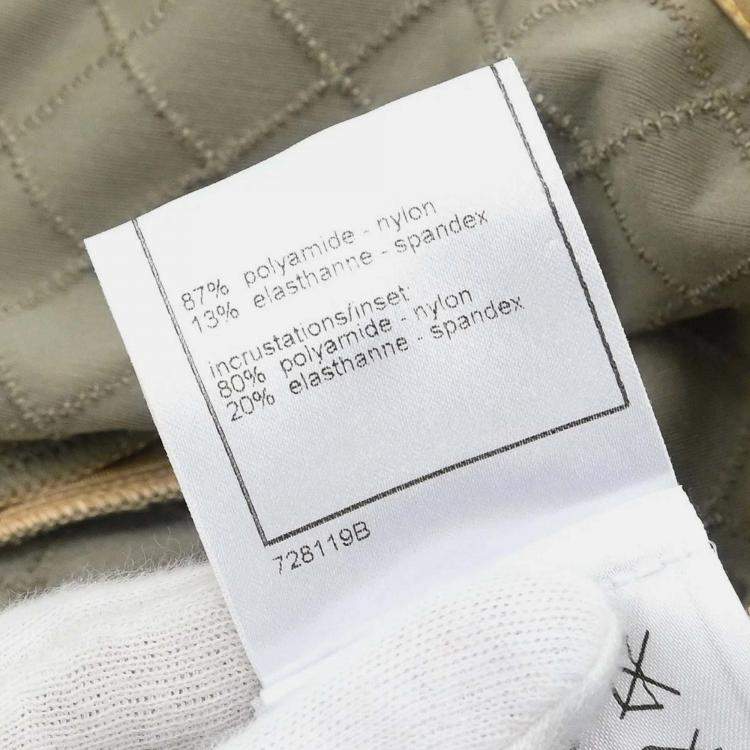 87% polyamide - nylon
13% elasthanne - spandex
incrustations/inset:
80% polyamide - nylon
20% elasthanne - spandex
728119B